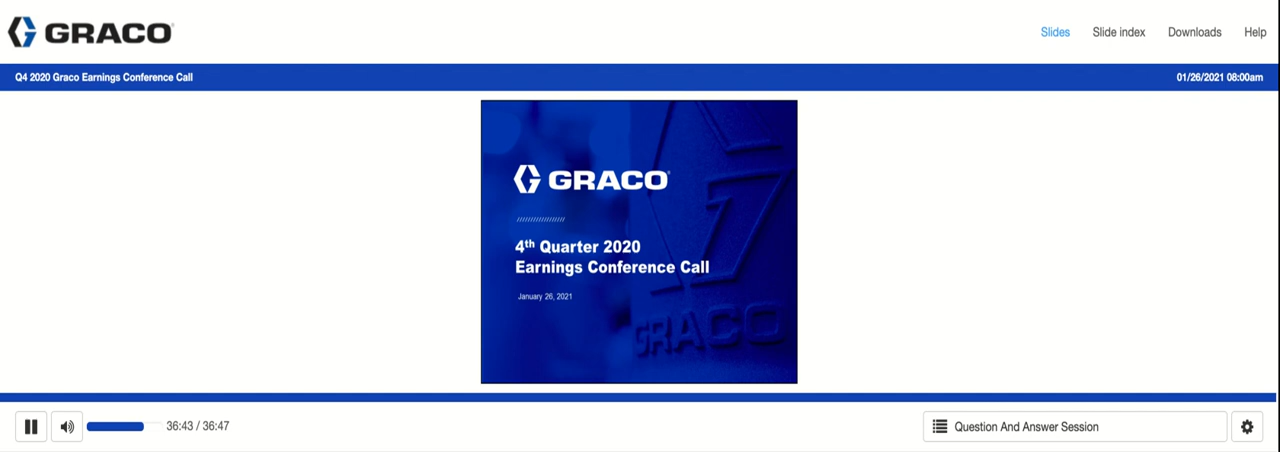 GRACO
Slides Slide index Downloads Help
Q4 2020 Graco Earnings Conference Call 01/26/2021 08:00am
GRACO
4th Quarter 2020
Earnings Conference Call
January 26, 2021
GRACO
36:43 / 36:47 Question And Answer Session